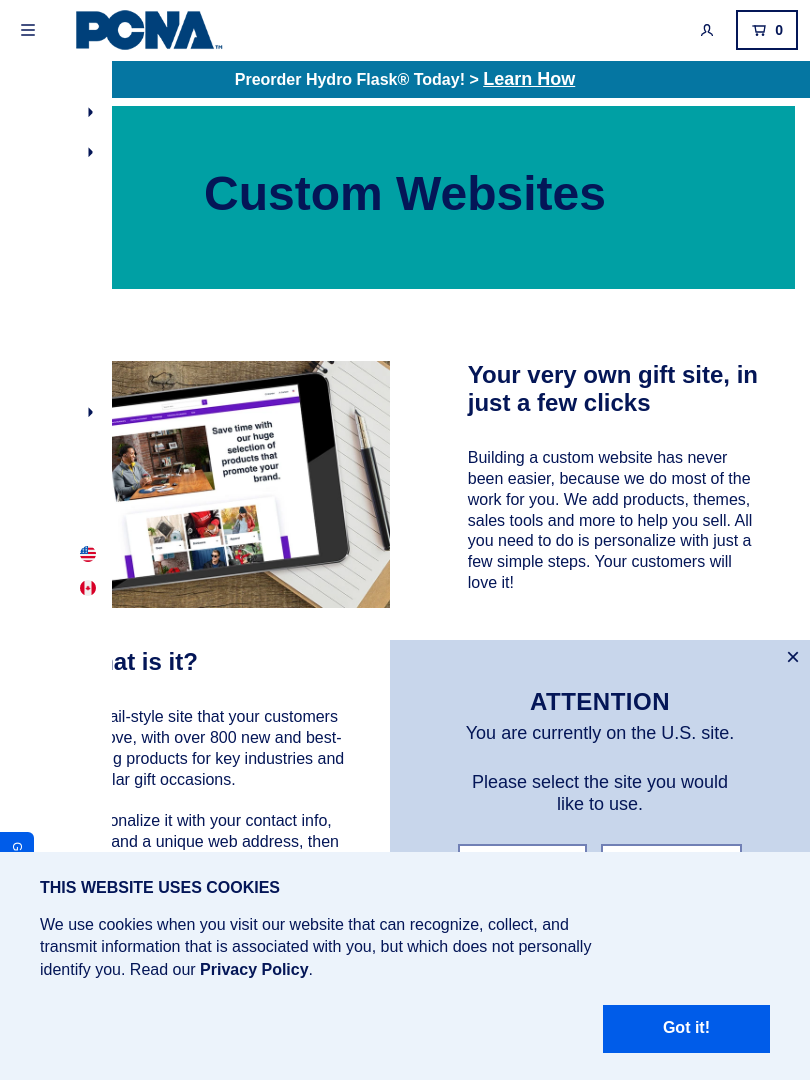 PCNA
TM
0
Preorder Hydro Flask® Today! > Learn How
Custom Websites
Save time with
our huge
selection of
products that
promote your
brand.
Your very own gift site, in
just a few clicks
Building a custom website has never
been easier, because we do most of the
work for you. We add products, themes,
sales tools and more to help you sell. All
you need to do is personalize with just a
few simple steps. Your customers will
love it!
at is it?
ail-style site that your customers
ove, with over 800 new and best-
g products for key industries and
lar gift occasions.
onalize it with your contact info,
and a unique web address, then
×
ATTENTION
You are currently on the U.S. site.
Please select the site you would
like to use.
G
THIS WEBSITE USES COOKIES
We use cookies when you visit our website that can recognize, collect, and
transmit information that is associated with you, but which does not personally
identify you. Read our Privacy Policy.
Got it!